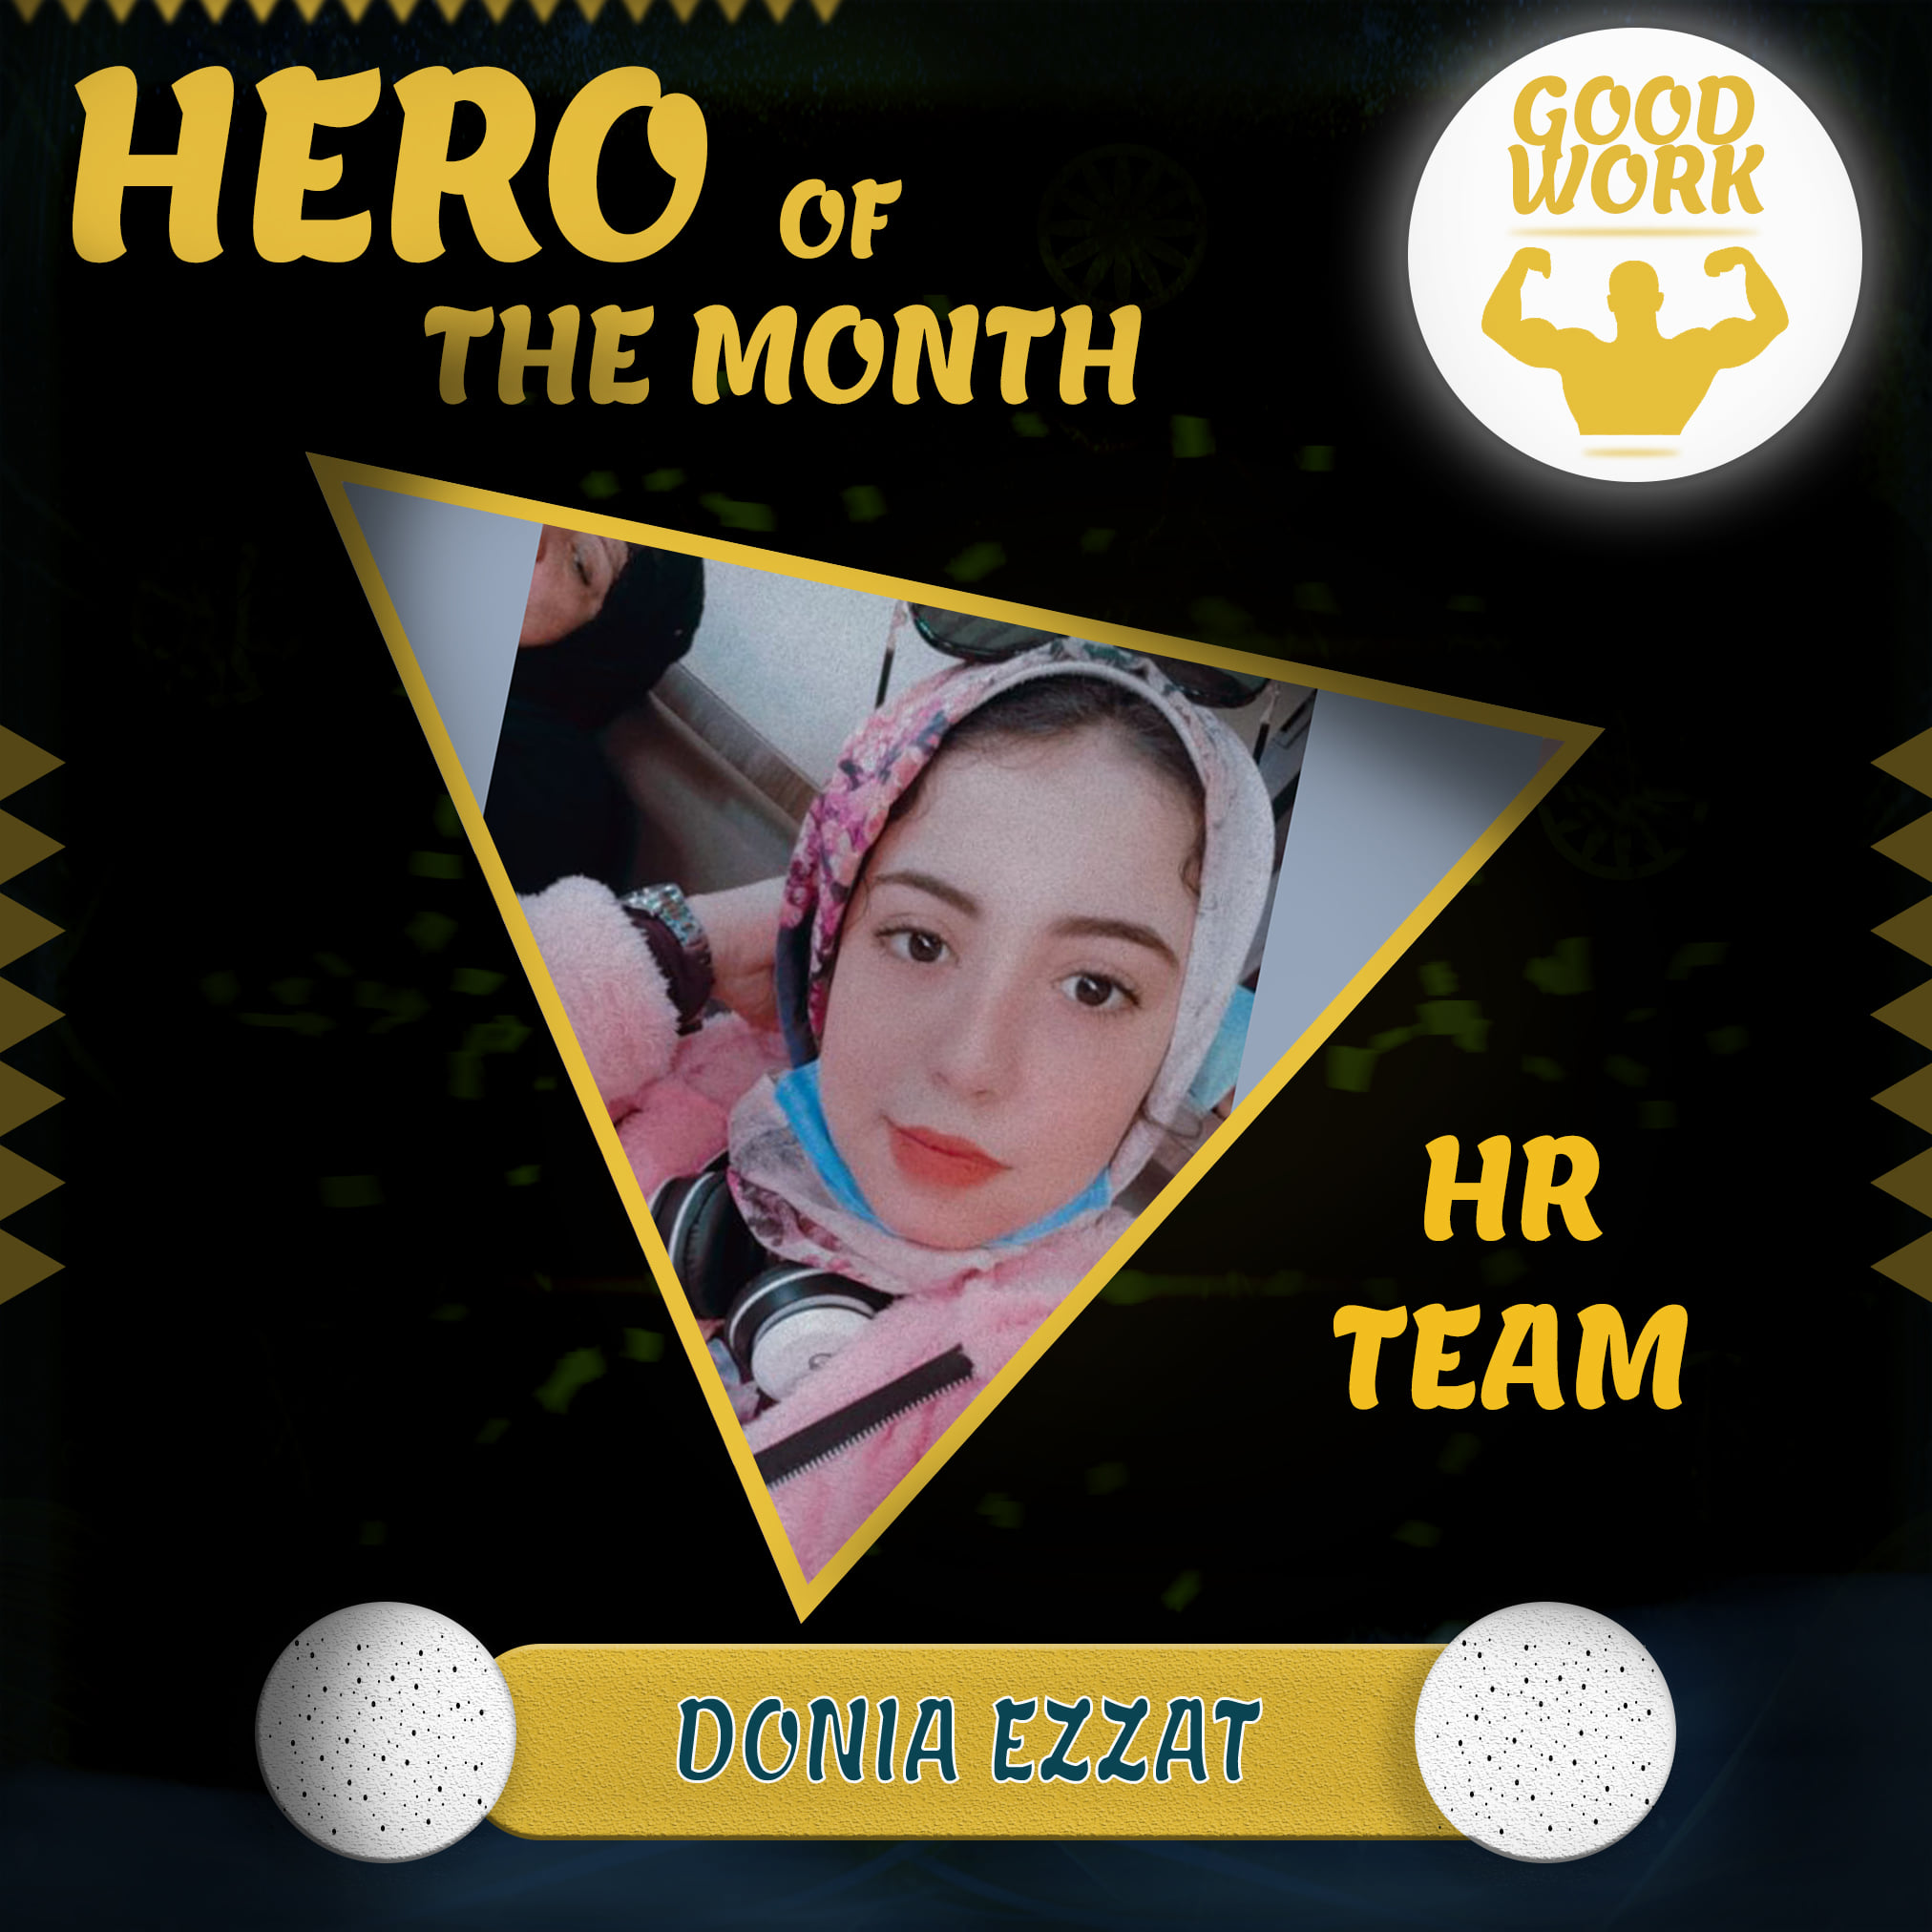 HERO OF
THE MONTH
GOOD
WORK
HR
TEAM
DONIA EZZAT